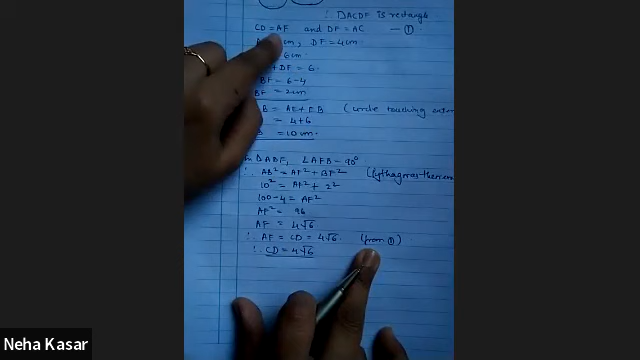 ∴ □ACDF is rectangle
CD = AF and DF = AC — ①
cm, DF = 4cm
6cm
+ DF = 6
BF = 6-4
BF = 2cm
B = AE + EB (circle touching
= 4+6
= 10cm.
△ABF, ∠AFB = 90°
∴ AB² = AF² + BF² (Pythagoras theorem
10² = AF² + 2²
100-4 = AF²
AF² = 96
AF = 4√6
∴ AF = CD = 4√6. (from ①)
∴ CD = 4√6
Neha Kasar